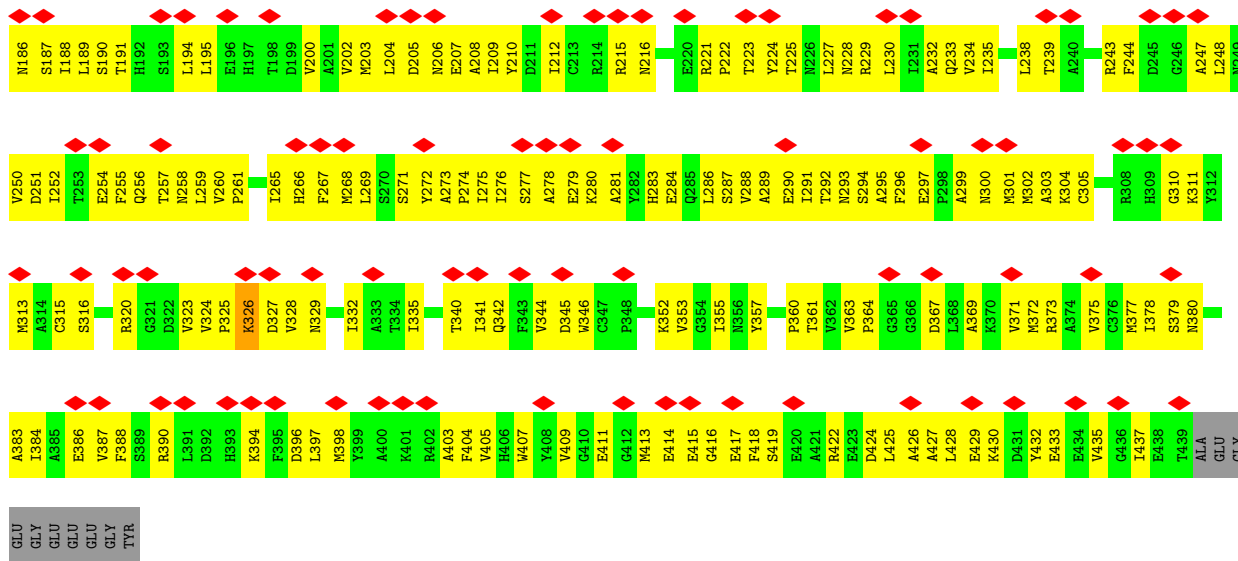 N186 S187 I188 L189 S190 T191 H192 S193 L194 L195 E196 H197 T198 D199 V200 A201 V202 M203 L204 D205 N206 E207 A208 I209 Y210 D211 I212 C213 R214 R215 N216 E220 R221 P222 T223 Y224 T225 N226 L227 N228 R229 L230 I231 A232 Q233 V234 I235 L238 T239 A240 R243 F244 D245 G246 A247 L248 N249
V250 D251 I252 T253 E254 F255 Q256 T257 N258 L259 V260 P261 I265 H266 F267 M268 L269 S270 S271 Y272 A273 P274 I275 I276 S277 A278 E279 K280 A281 Y282 H283 E284 Q285 L286 S287 V288 A289 E290 I291 T292 N293 S294 A295 F296 E297 P298 A299 N300 M301 M302 A303 K304 C305 R308 H309 G310 K311 Y312
M313 A314 C315 S316 R320 G321 D322 V323 V324 P325 K326 D327 V328 N329 I332 A333 T334 I335 T340 I341 Q342 F343 V344 D345 W346 C347 P348 K352 V353 G354 I355 N356 Y357 P360 T361 V362 V363 P364 G365 G366 D367 L368 A369 K370 V371 M372 R373 A374 V375 C376 M377 I378 S379 N380
A383 I384 A385 E386 V387 F388 S389 R390 L391 D392 H393 K394 F395 D396 L397 M398 Y399 A400 K401 R402 A403 F404 V405 H406 W407 Y408 V409 G410 E411 G412 M413 E414 E415 G416 E417 F418 S419 E420 A421 R422 E423 D424 L425 A426 A427 L428 E429 K430 D431 Y432 E433 E434 V435 G436 I437 E438 T439 ALA GLU GLY
GLU GLY GLU GLU GLU GLY TYR